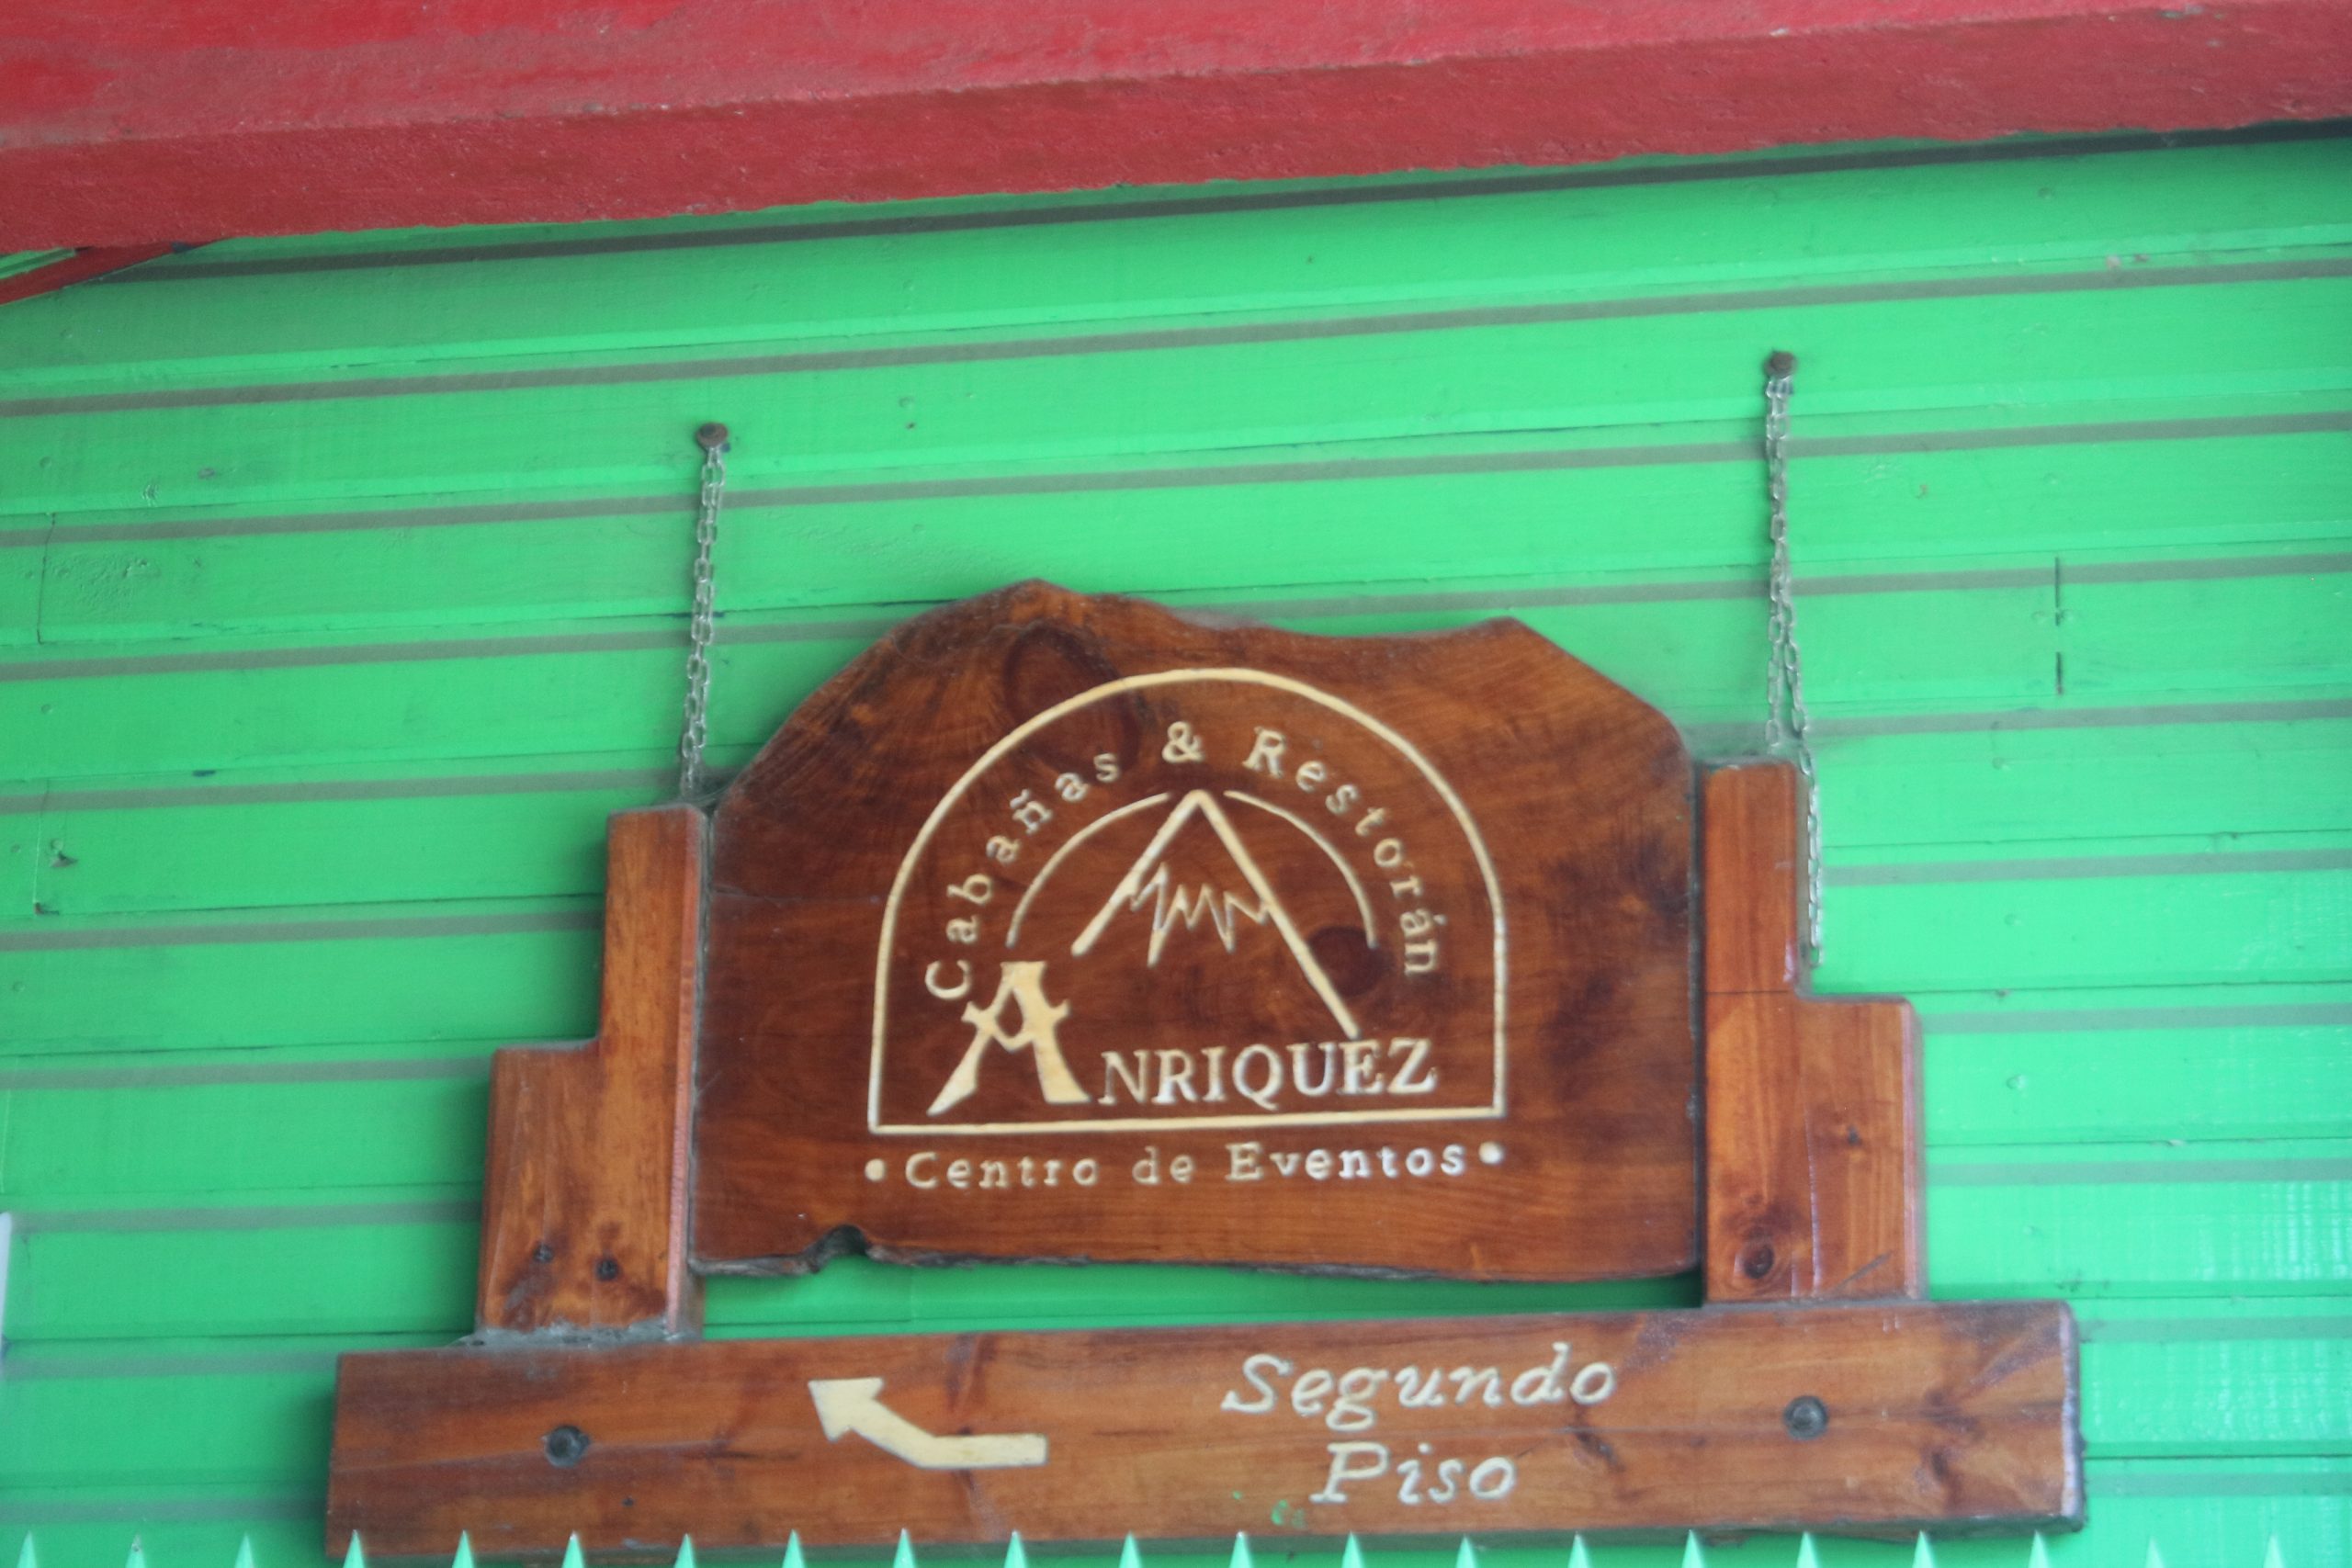 Cabañas & Restorán
ANRIQUEZ
• Centro de Eventos •
Segundo
Piso